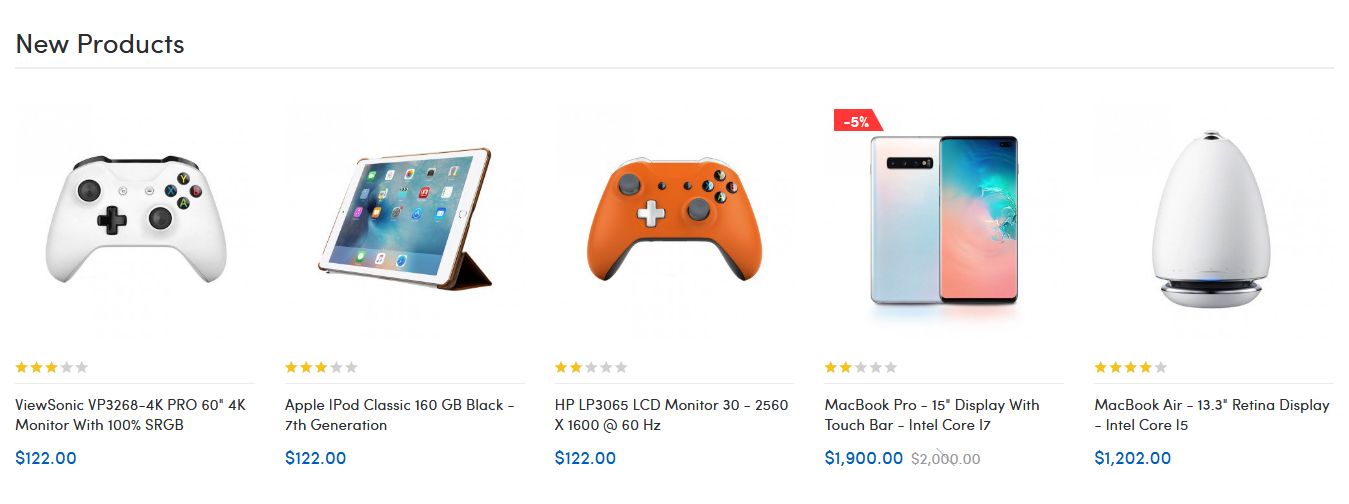 New Products
-5%
ViewSonic VP3268-4K PRO 60" 4K
Monitor With 100% SRGB
$122.00
Apple IPod Classic 160 GB Black -
7th Generation
$122.00
HP LP3065 LCD Monitor 30 - 2560
X 1600 @ 60 Hz
$122.00
MacBook Pro - 15" Display With
Touch Bar - Intel Core I7
$1,900.00 $2,000.00
MacBook Air - 13.3" Retina Display
- Intel Core I5
$1,202.00